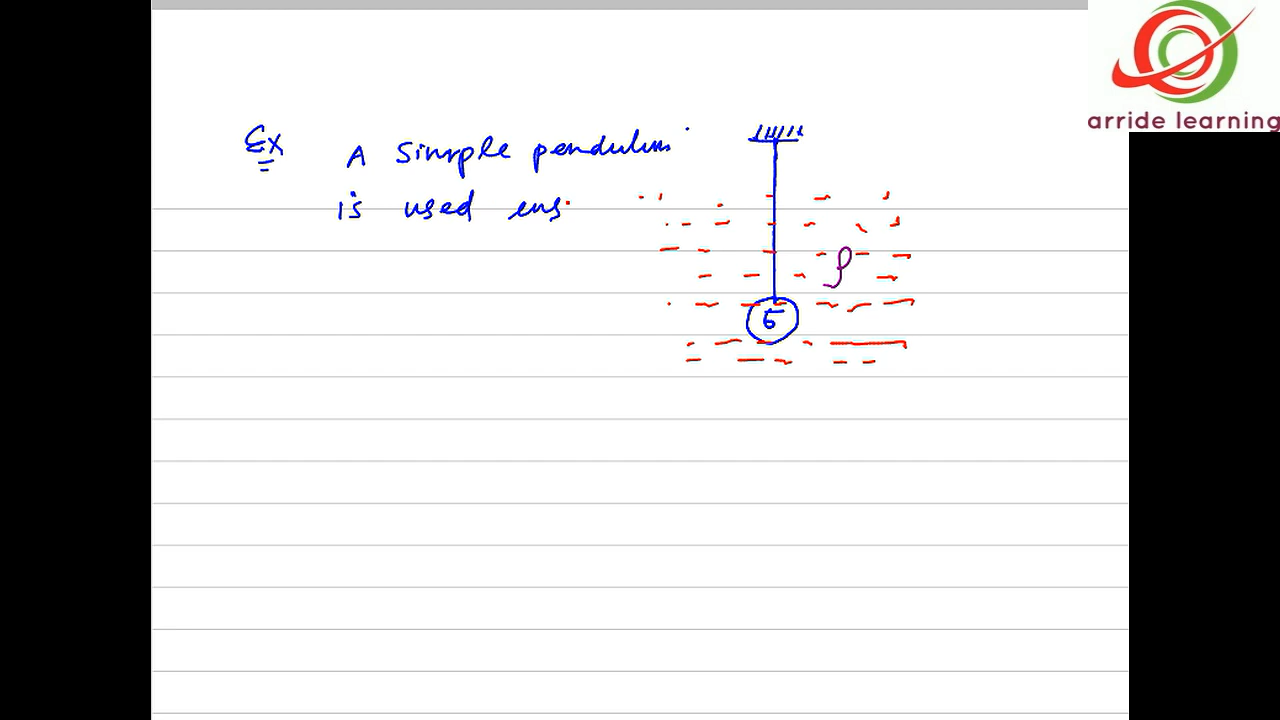 arride learning
Ex A simple pendulum
is used
ρ
σ